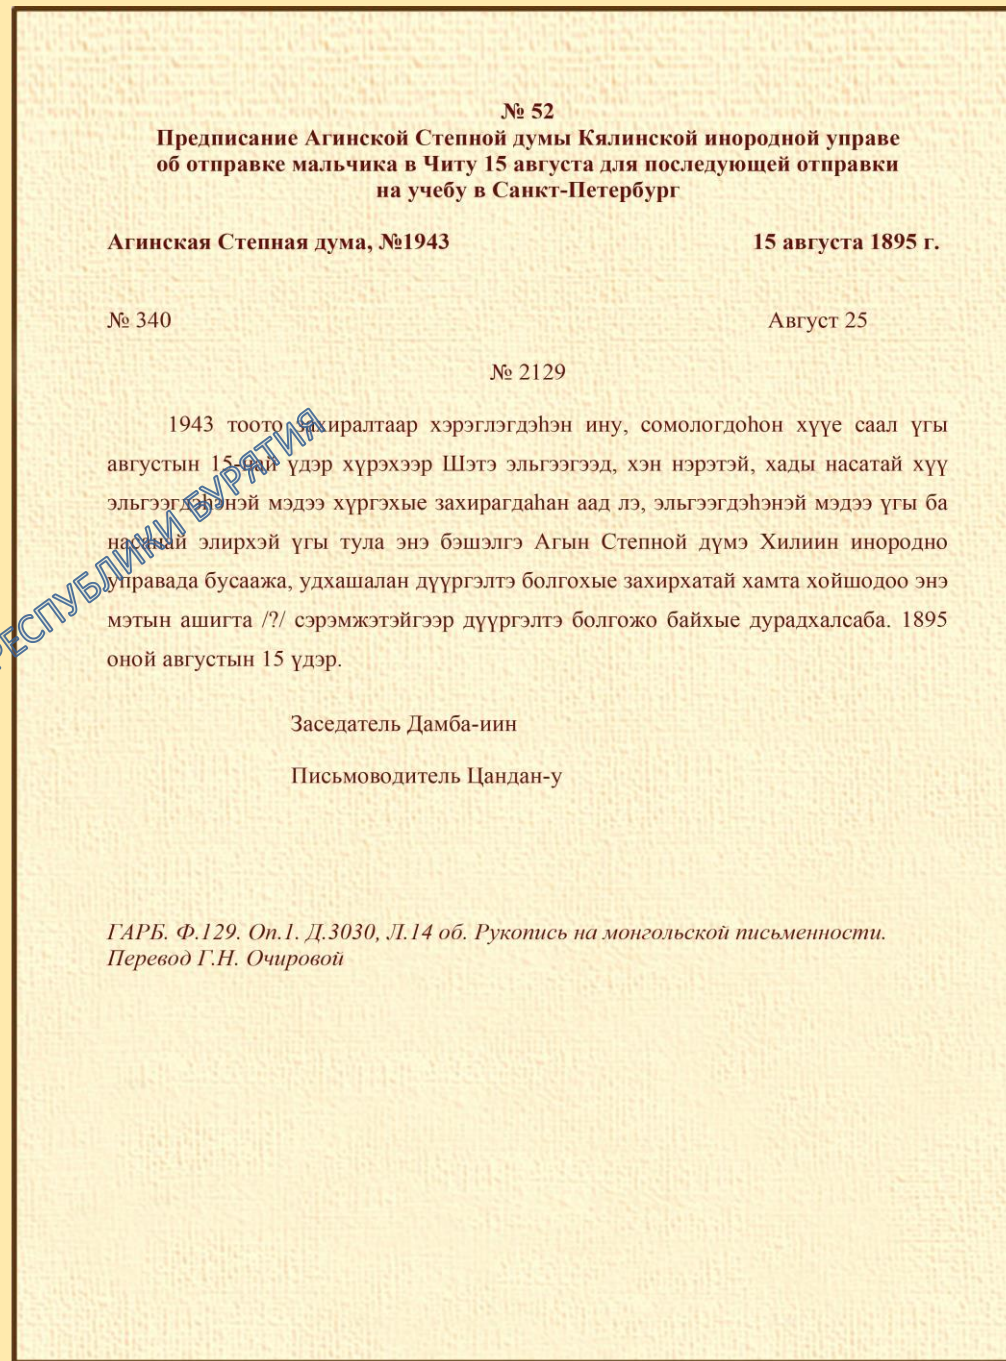 № 52
Предписание Агинской Степной думы Кялинской инородной управе
об отправке мальчика в Читу 15 августа для последующей отправки
на учебу в Санкт-Петербург
Агинская Степная дума, №1943 15 августа 1895 г.
№ 340 Август 25
№ 2129
1943 тоото захиралтаар хэрэглэгдэһэн ину, сомологдоһон хүүе саал үгы
августын 15-най үдэр хүрэхээр Шэтэ эльгээгээд, хэн нэрэтэй, хады насатай хүү
эльгээгдэһэнэй мэдээ хүргэхые захирагдаһан аад лэ, эльгээгдэһэнэй мэдээ үгы ба
насанай элирхэй үгы тула энэ бэшэлгэ Агын Степной дүмэ Хилиин инородно
управада бусаажа, удхашалан дүүргэлтэ болгохые захирхатай хамта хойшодоо энэ
мэтын ашигта /?/ сэрэмжэтэйгээр дүүргэлтэ болгожо байхые дурадхалсаба. 1895
оной августын 15 үдэр.
Заседатель Дамба-иин
Письмоводитель Цандан-у
ГАРБ. Ф.129. Оп.1. Д.3030, Л.14 об. Рукопись на монгольской письменности.
Перевод Г.Н. Очировой
РЕСПУБЛИКИ БУРЯТИЯ